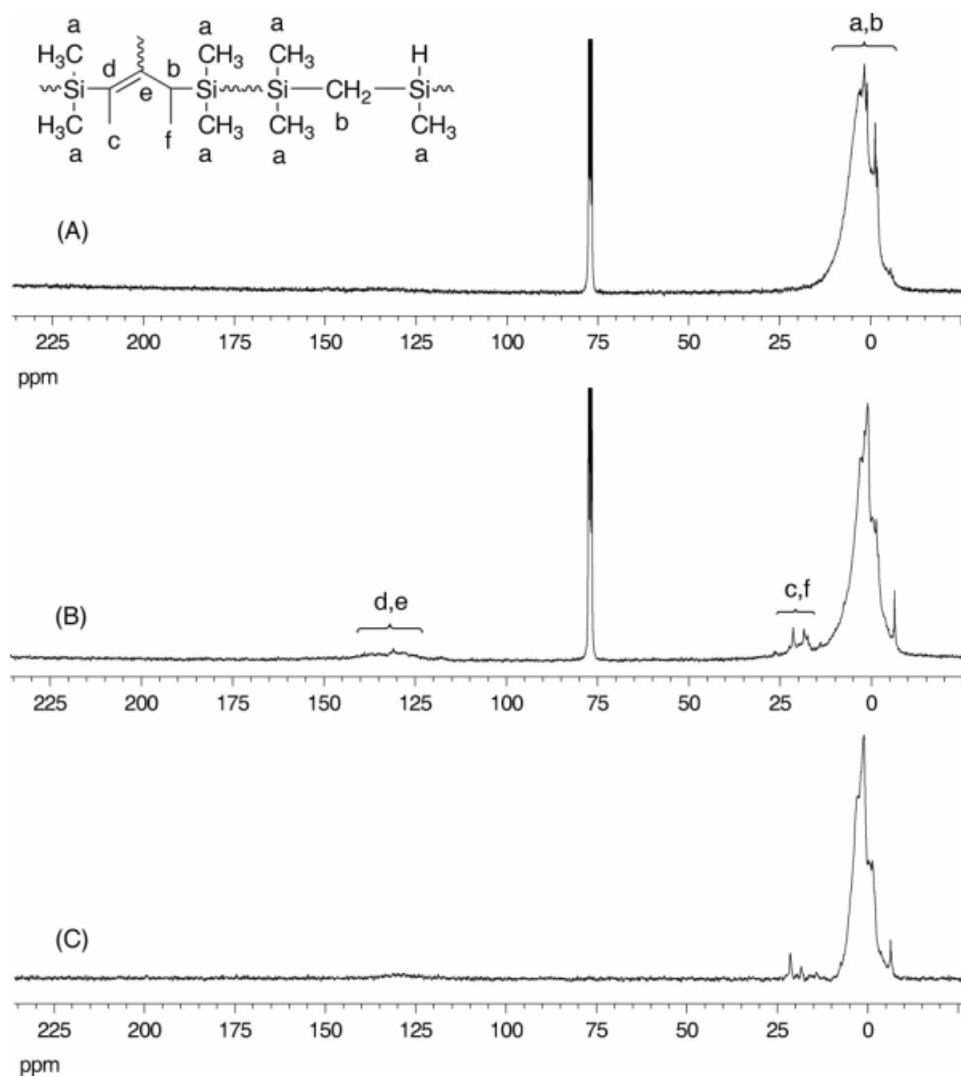 a a a H a,b
H₃C d b CH₃ H₃C
Si e Si Si CH₂ Si
H₃C CH₃ CH₃ b CH₃
a c f a a a
(A)
225 200 175 150 125 100 75 50 25 0
ppm
d,e c,f
(B)
225 200 175 150 125 100 75 50 25 0
(C)
225 200 175 150 125 100 75 50 25 0
ppm